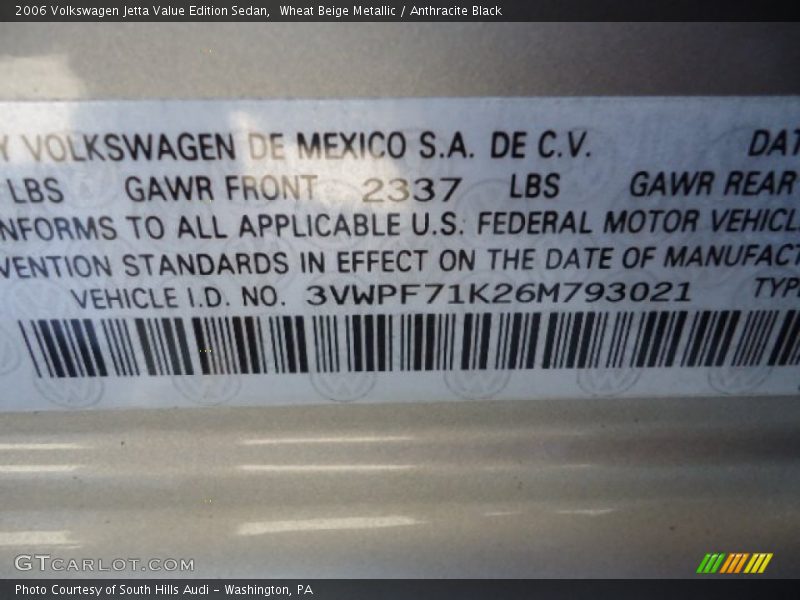 2006 Volkswagen Jetta Value Edition Sedan,  Wheat Beige Metallic / Anthracite Black
Y VOLKSWAGEN DE MEXICO S.A. DE C.V. DAT
LBS GAWR FRONT 2337 LBS GAWR REAR
NFORMS TO ALL APPLICABLE U.S. FEDERAL MOTOR VEHICL
VENTION STANDARDS IN EFFECT ON THE DATE OF MANUFACT
VEHICLE I.D. NO. 3VWPF71K26M793021 TYP
GTCARLOT.COM
Photo Courtesy of South Hills Audi - Washington, PA